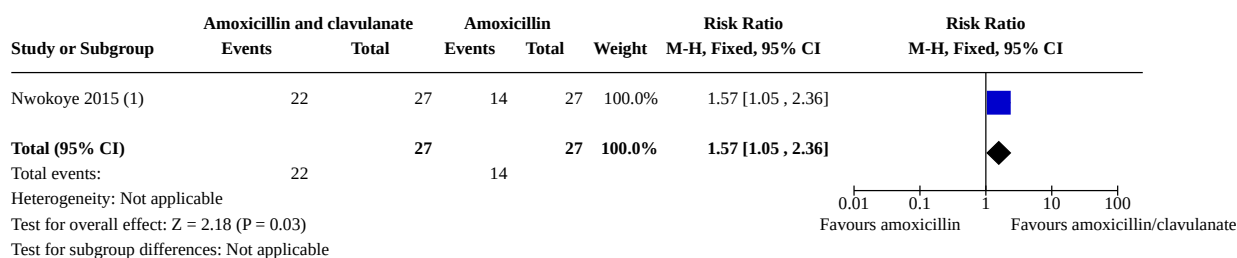 Amoxicillin and clavulanate Amoxicillin Risk Ratio Risk Ratio
Study or Subgroup Events Total Events Total Weight M-H, Fixed, 95% CI M-H, Fixed, 95% CI
Nwokoye 2015 (1) 22 27 14 27 100.0% 1.57 [1.05 , 2.36]
Total (95% CI) 27 27 100.0% 1.57 [1.05 , 2.36]
Total events: 22 14
Heterogeneity: Not applicable
0.01 0.1 1 10 100
Test for overall effect: Z = 2.18 (P = 0.03) Favours amoxicillin Favours amoxicillin/clavulanate
Test for subgroup differences: Not applicable